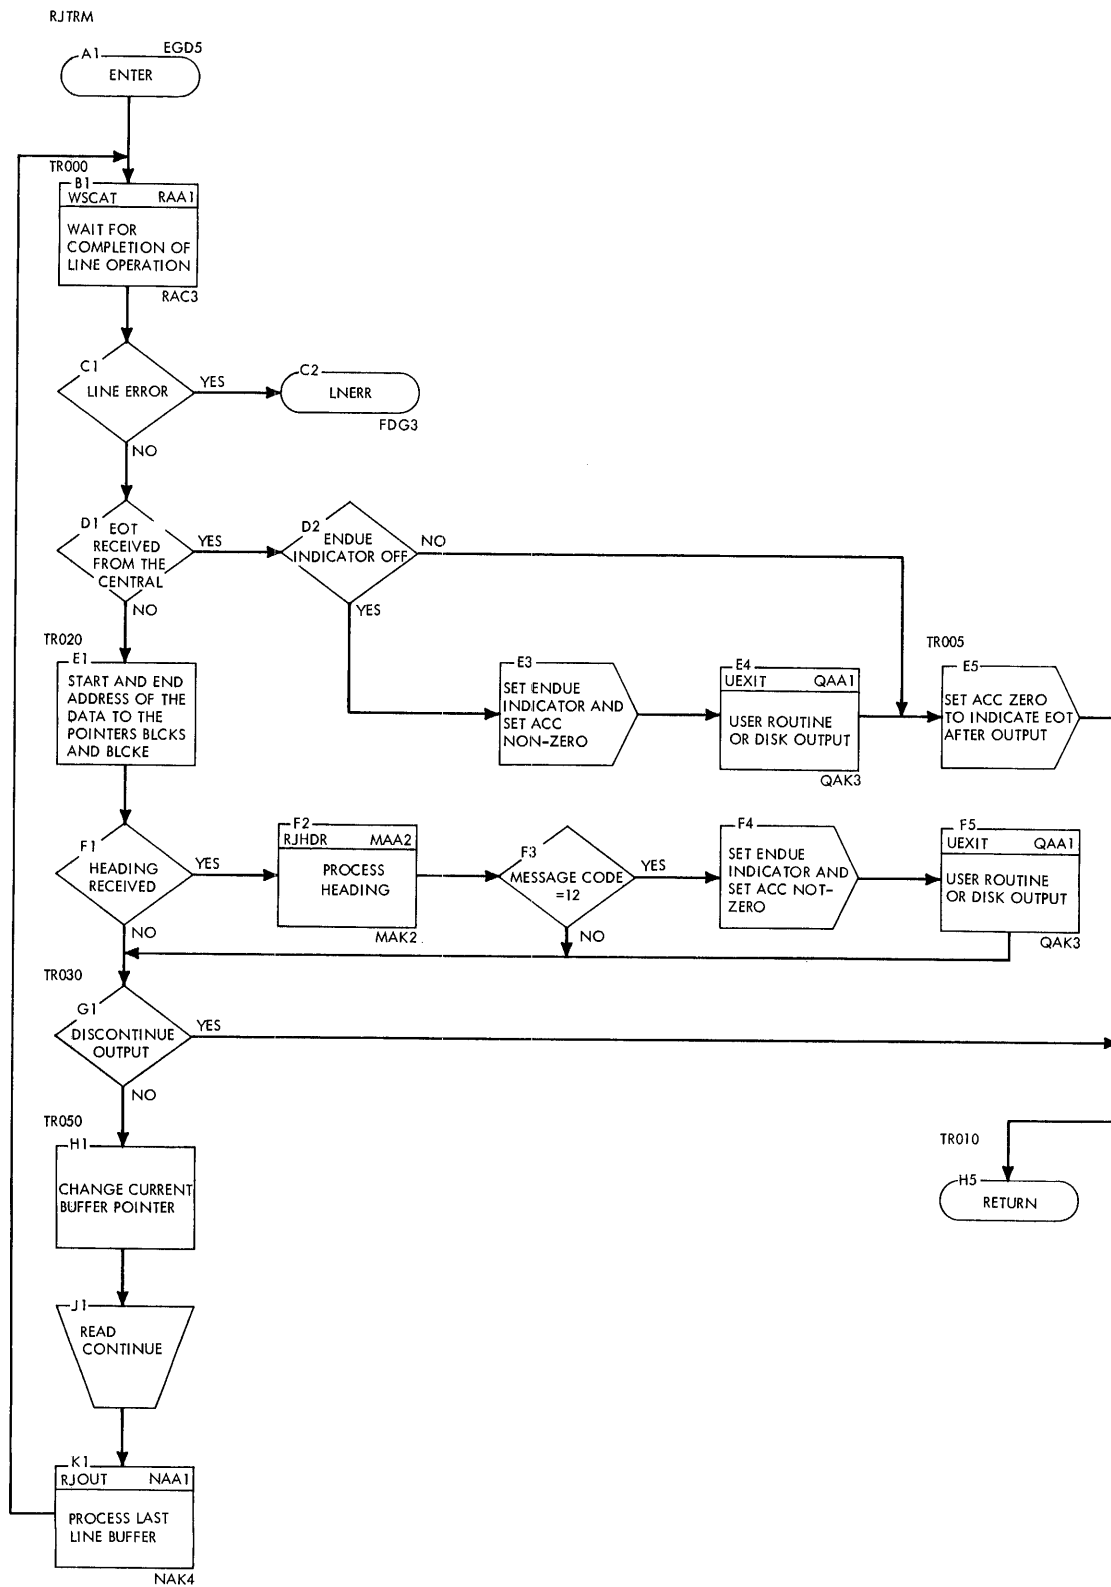 RJTRM
A1 EGD5
ENTER
TR000
B1
WSCAT RAA1
WAIT FOR
COMPLETION OF
LINE OPERATION
RAC3
C1
LINE ERROR
YES
NO
C2
LNERR
FDG3
D1 EOT
RECEIVED
FROM THE
CENTRAL
YES
NO
D2
ENDUE
INDICATOR OFF
NO
YES
TR020
E1
START AND END
ADDRESS OF THE
DATA TO THE
POINTERS BLCKS
AND BLCKE
E3
SET ENDUE
INDICATOR AND
SET ACC
NON-ZERO
E4
UEXIT QAA1
USER ROUTINE
OR DISK OUTPUT
QAK3
TR005
E5
SET ACC ZERO
TO INDICATE EOT
AFTER OUTPUT
F1
HEADING
RECEIVED
YES
NO
F2
RJHDR MAA2
PROCESS
HEADING
MAK2
F3
MESSAGE CODE
=12
YES
NO
F4
SET ENDUE
INDICATOR AND
SET ACC NOT-
ZERO
F5
UEXIT QAA1
USER ROUTINE
OR DISK OUTPUT
QAK3
TR030
G1
DISCONTINUE
OUTPUT
YES
NO
TR050
H1
CHANGE CURRENT
BUFFER POINTER
TR010
H5
RETURN
J1
READ
CONTINUE
K1
RJOUT NAA1
PROCESS LAST
LINE BUFFER
NAK4